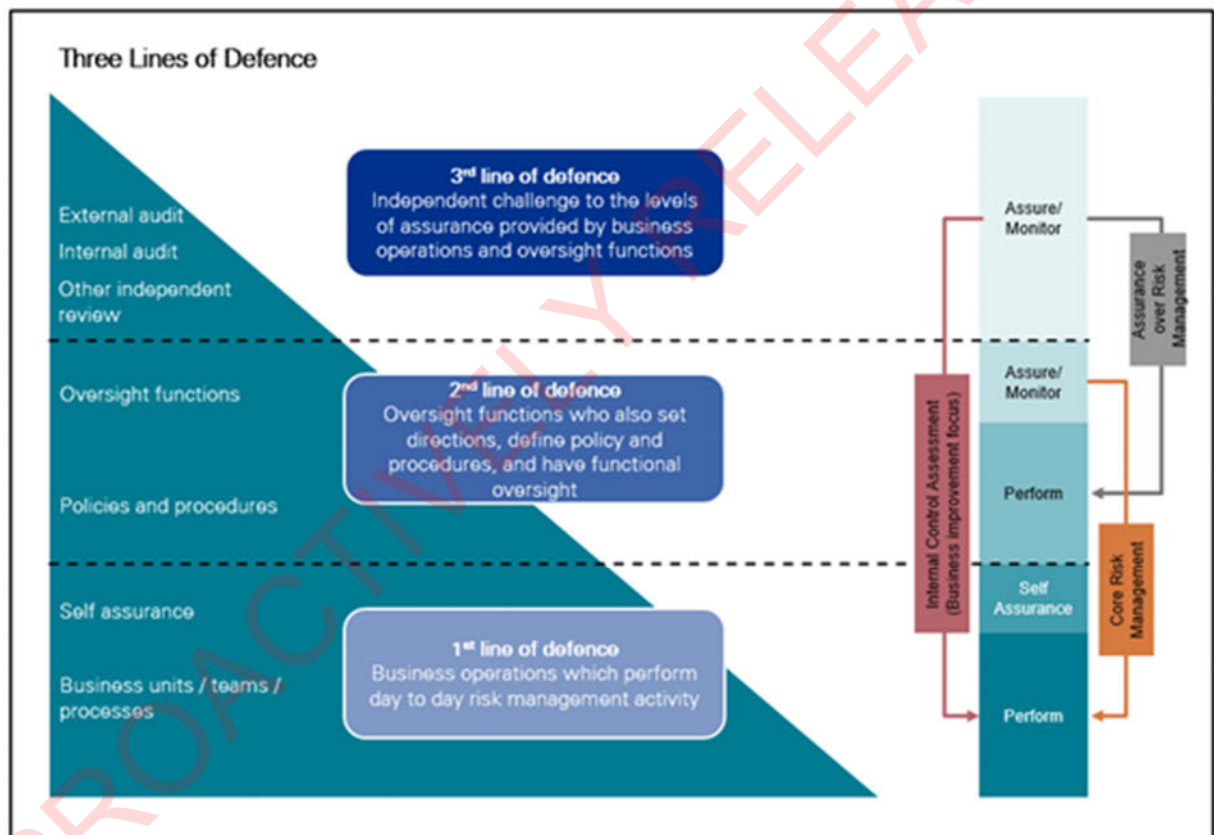 Three Lines of Defence
External audit
Internal audit
Other independent
review
Oversight functions
Policies and procedures
Self assurance
Business units / teams /
processes
3rd line of defence
Independent challenge to the levels
of assurance provided by business
operations and oversight functions
2nd line of defence
Oversight functions who also set
directions, define policy and
procedures, and have functional
oversight
1st line of defence
Business operations which perform
day to day risk management activity
Internal Control Assessment
(Business improvement focus)
Assure/
Monitor
Assure/
Monitor
Perform
Self
Assurance
Perform
Assurance
over Risk
Management
Core Risk
Management
PROACTIVELY RELEA